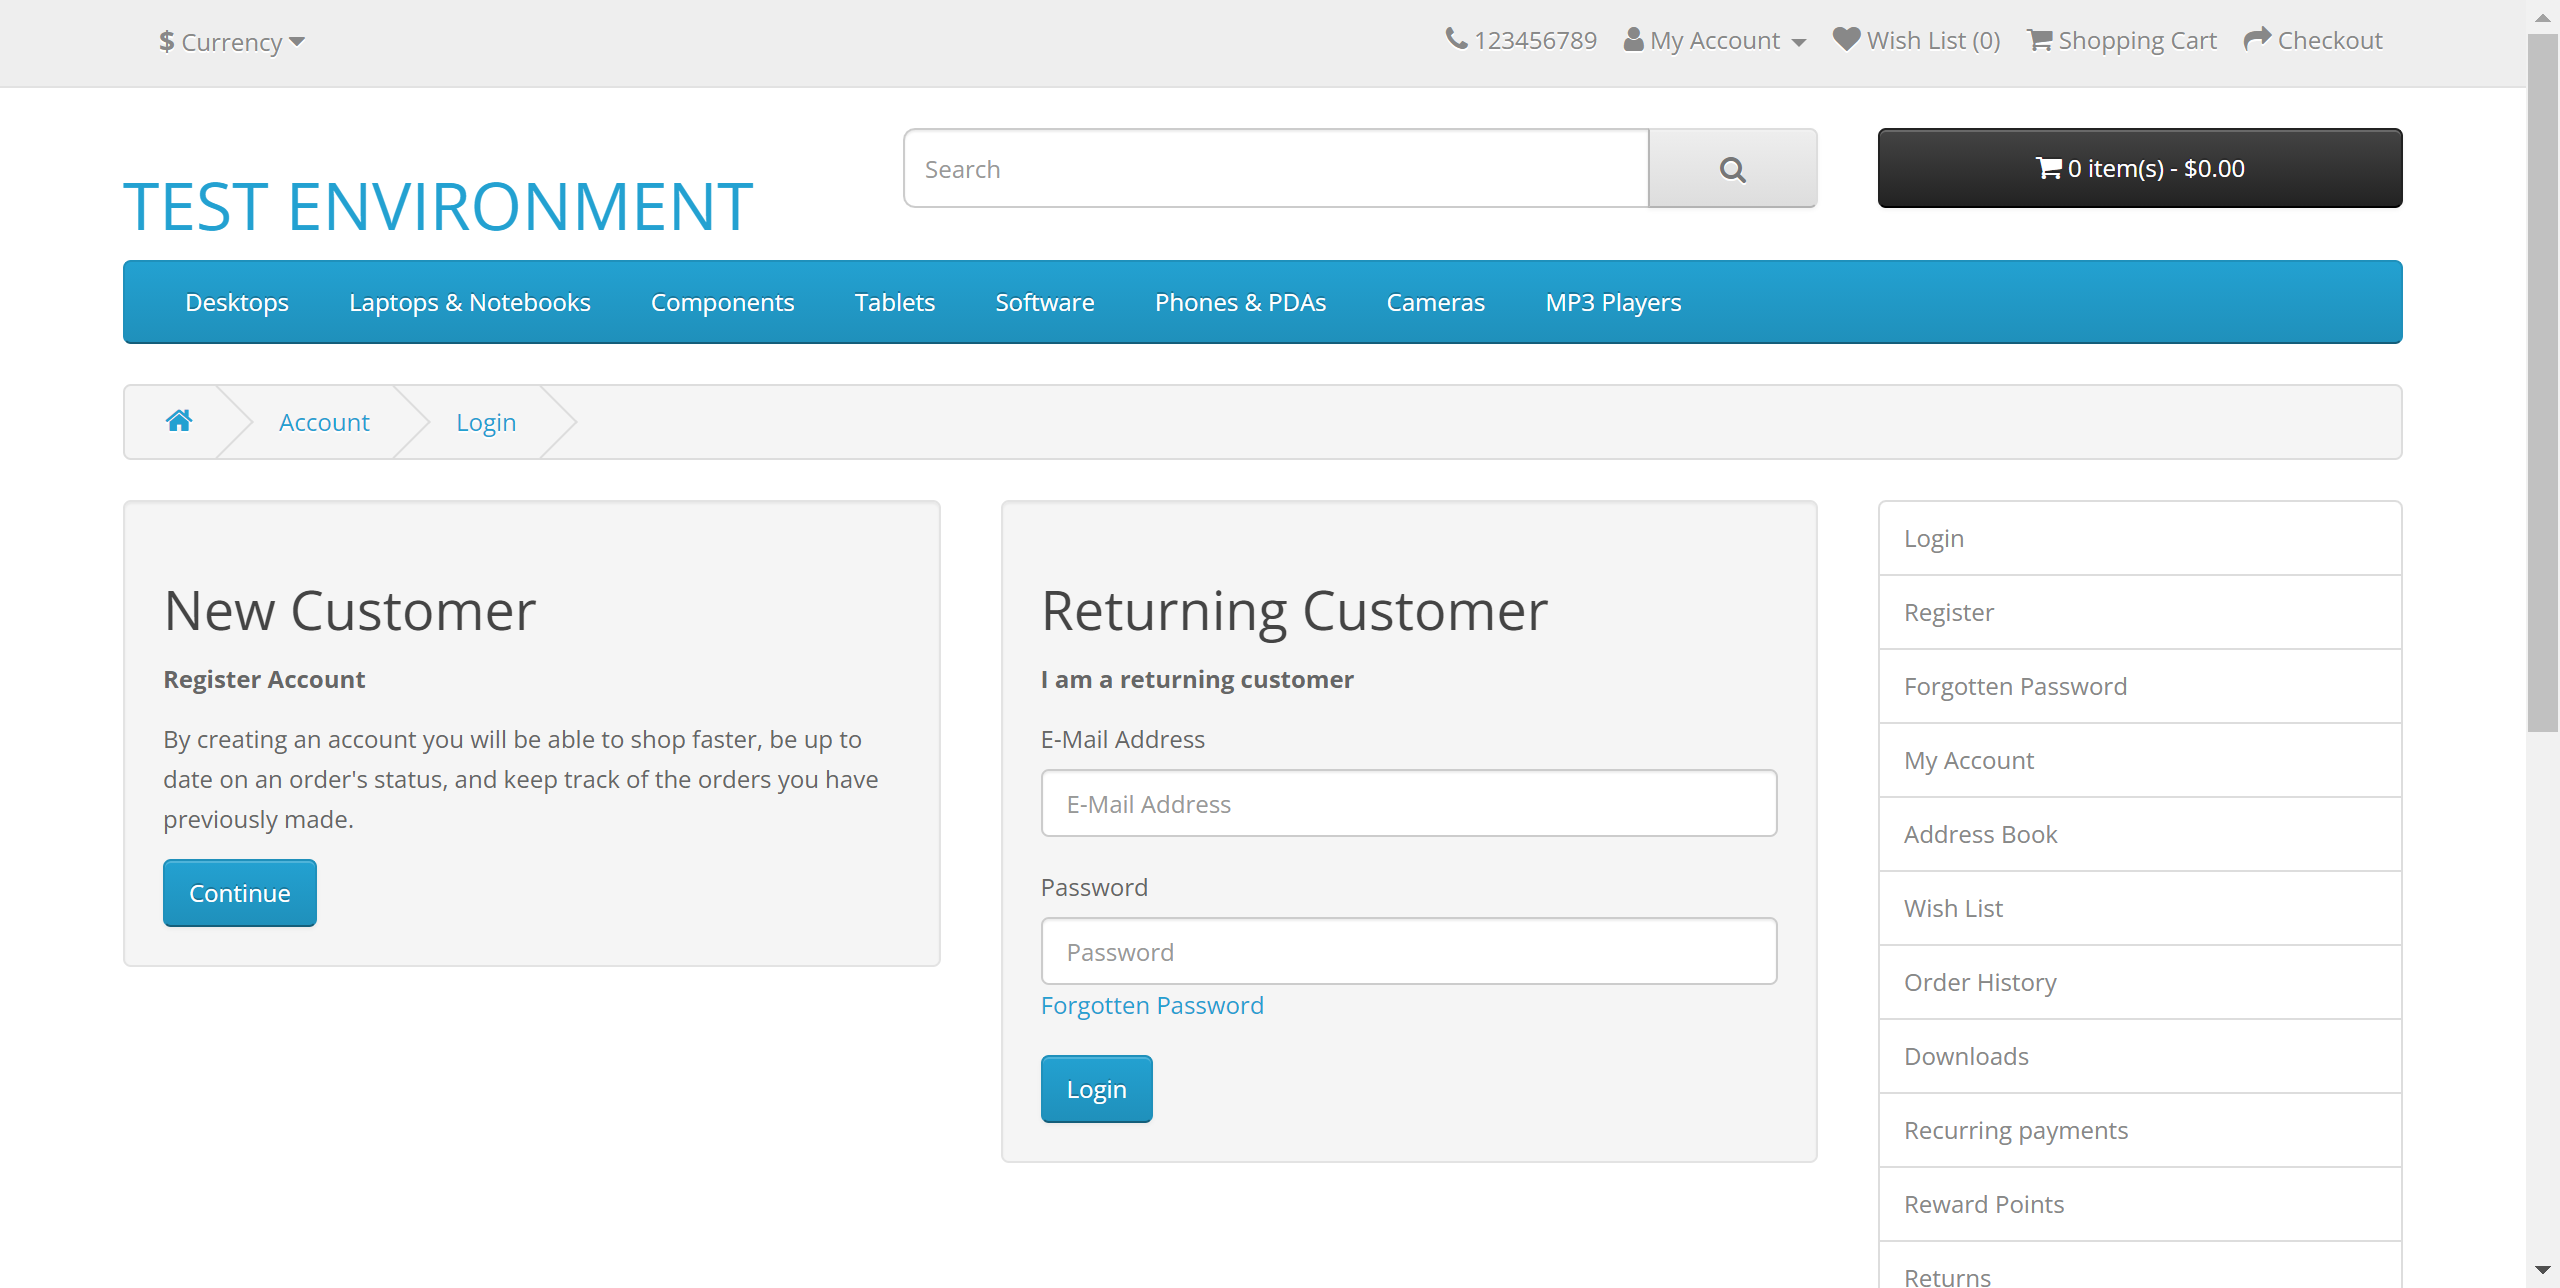 $ Currency
123456789 My Account Wish List (0) Shopping Cart Checkout
TEST ENVIRONMENT
Search
0 item(s) - $0.00
Desktops Laptops & Notebooks Components Tablets Software Phones & PDAs Cameras MP3 Players
Account Login
New Customer
Register Account
By creating an account you will be able to shop faster, be up to
date on an order's status, and keep track of the orders you have
previously made.
Continue
Returning Customer
I am a returning customer
E-Mail Address
E-Mail Address
Password
Password
Forgotten Password
Login
Login
Register
Forgotten Password
My Account
Address Book
Wish List
Order History
Downloads
Recurring payments
Reward Points
Returns